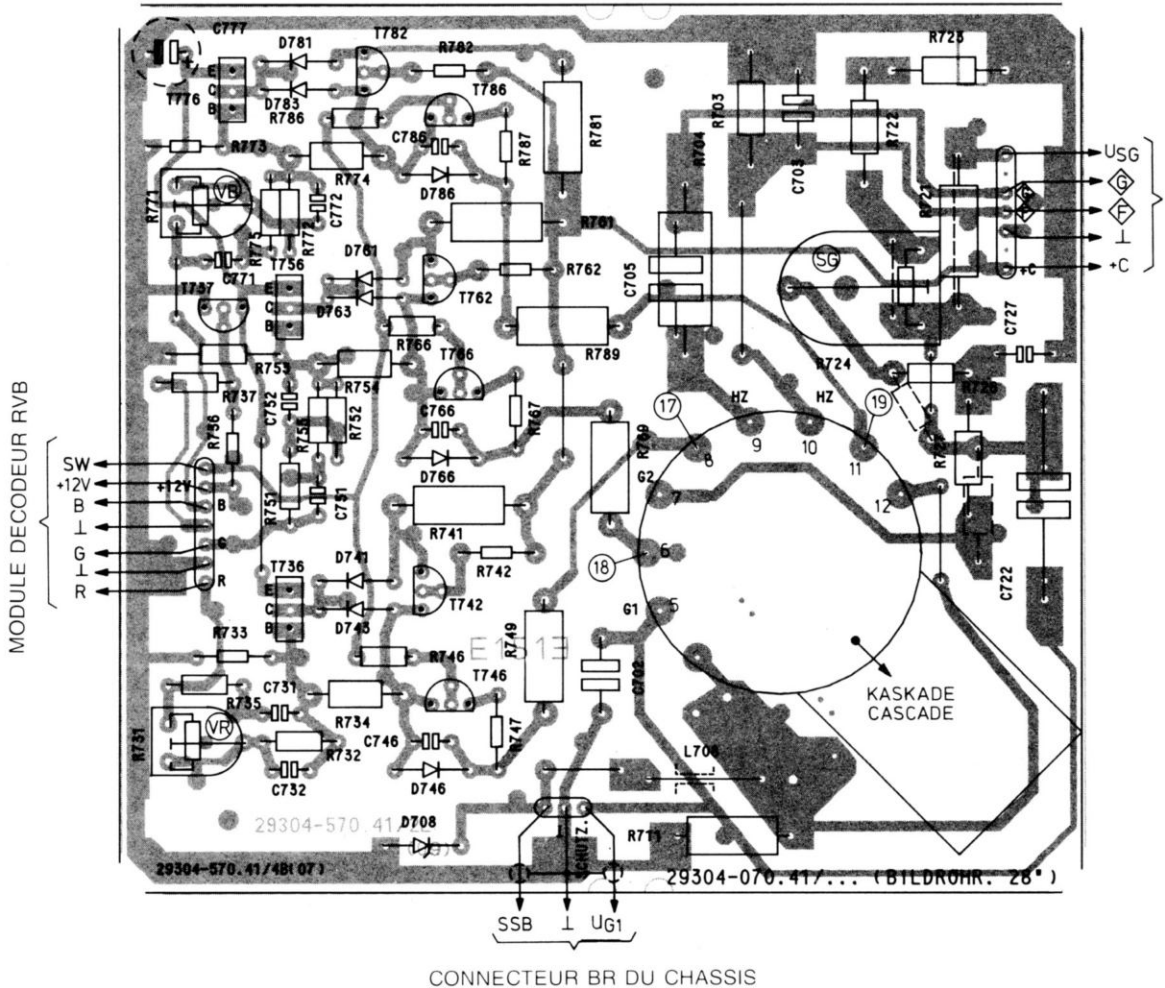 C777
D781
T782
R782
T786
R723
T776
E
C
B
D783
R786
C786
R787
R781
R703
R704
C703
R722
R721
USG
G
F
⊥
+C
R773
R774
D786
R771
VB
R775
R772
C772
R761
SG
T756
C771
D761
T737
E
C
B
D763
T762
R762
C705
C727
R766
R789
R724
R726
R753
R754
T766
R737
C752
R752
C766
R767
17
HZ
HZ
19
9
10
8
11
R769
G2
7
12
SW
+12V
B
⊥
G
⊥
R
MODULE DECODEUR RVB
+12V
B
G
R
R751
C751
D766
R741
18
6
C722
T736
E
C
B
D741
D743
R742
T742
G1
5
R733
R746
E1513
R749
T746
C702
KASKADE
CASCADE
R735
C731
R734
R731
VR
R732
C746
R747
C732
D746
L708
D708
29304-570.41/
SCHUTZ.
R711
29304-570.41/4B(07)
29304-070.41/... (BILDROHR. 28")
SSB
⊥
UG1
CONNECTEUR BR DU CHASSIS